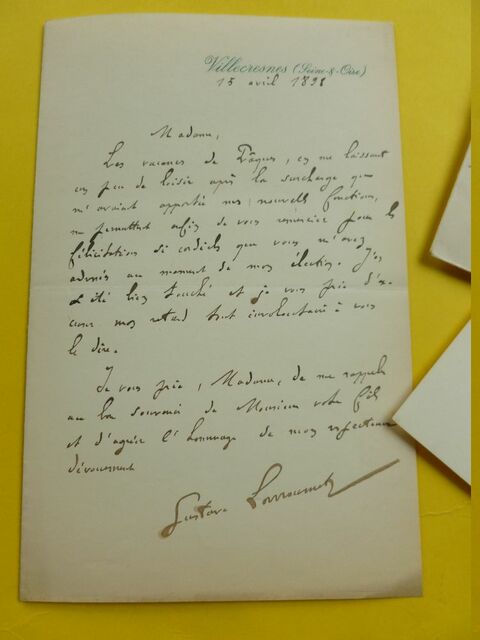 Villecresnes (Seine-&-Oise)
15 avril 1898
Madame,
Les vacances de Pâques, en me laissant
un peu de loisir après la surcharge que
m'avaient apportée mes nouvelles fonctions,
me permettent enfin de vous remercier pour les
félicitations si cordiales que vous m'avez
adressées au moment de mon élection. J'en
ai été bien touché et je vous prie d'ex-
cuser mon retard tout involontaire à vous
le dire.
Je vous prie, Madame, de me rappeler
au bon souvenir de Monsieur votre fils
et d'agréer l'hommage de mon respectueux
dévouement
Gustave Larroumet